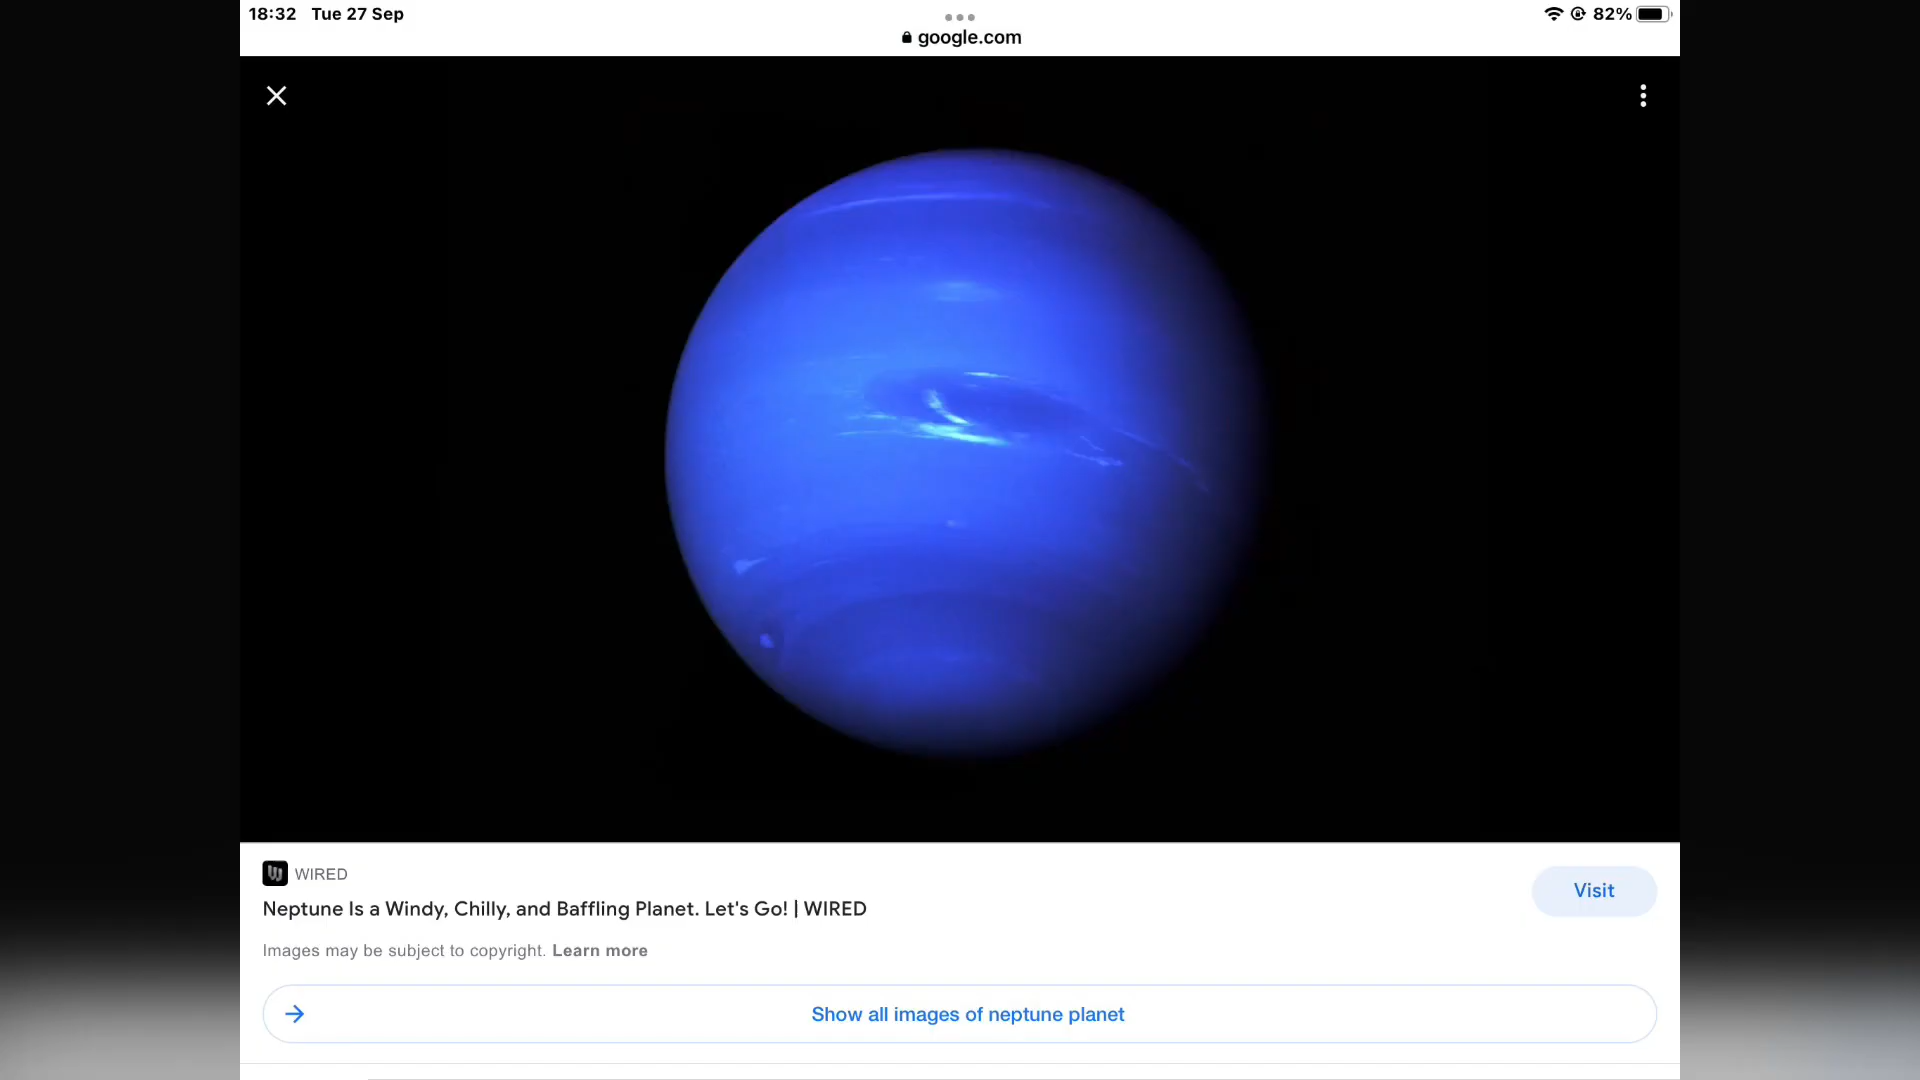 18:32 Tue 27 Sep
82%
google.com
WIRED
Neptune Is a Windy, Chilly, and Baffling Planet. Let's Go! | WIRED
Visit
Images may be subject to copyright. Learn more
Show all images of neptune planet